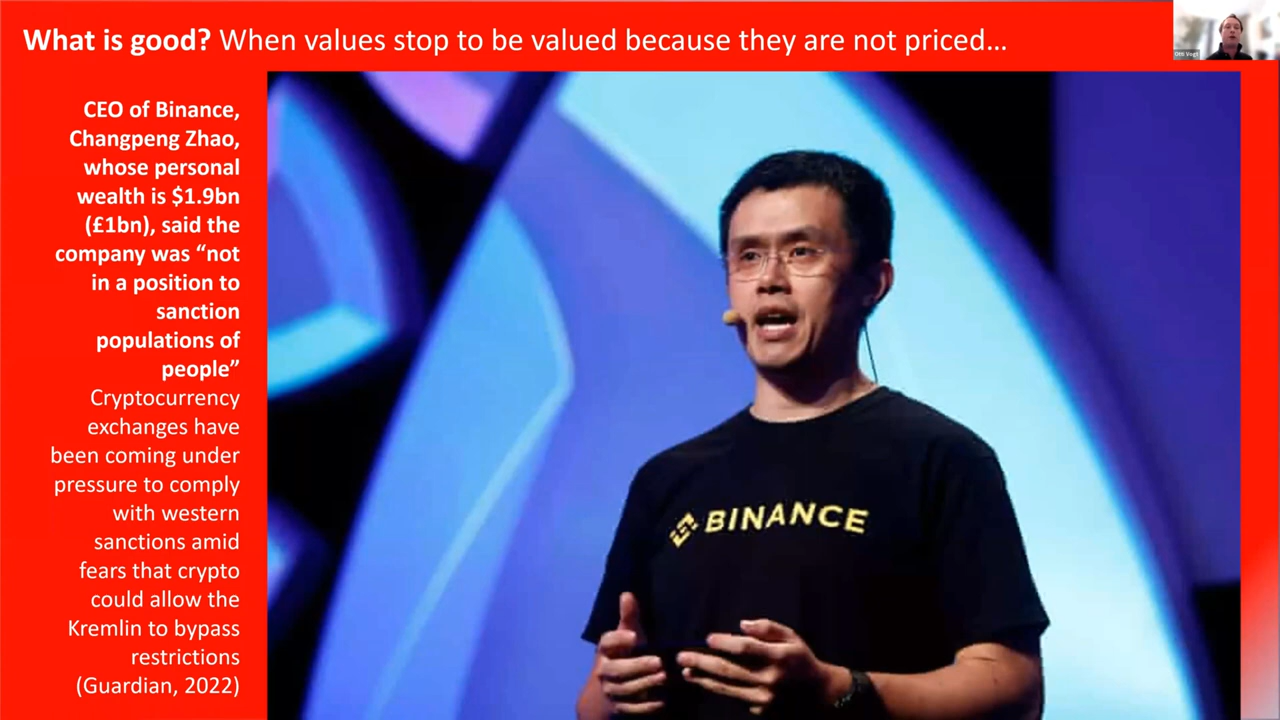 What is good? When values stop to be valued because they are not priced...
Otti Vogt
CEO of Binance,
Changpeng Zhao,
whose personal
wealth is $1.9bn
(£1bn), said the
company was “not
in a position to
sanction
populations of
people”
Cryptocurrency
exchanges have
been coming under
pressure to comply
with western
sanctions amid
fears that crypto
could allow the
Kremlin to bypass
restrictions
(Guardian, 2022)
BINANCE